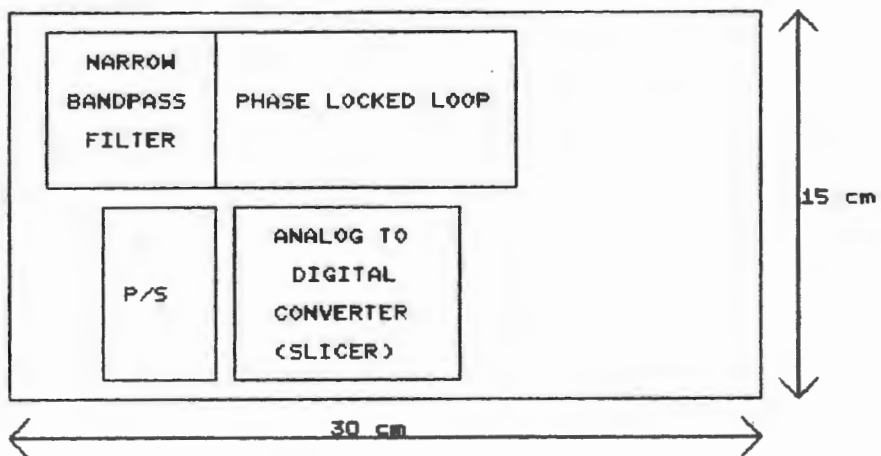 NARROW
BANDPASS
FILTER
PHASE LOCKED LOOP
15 cm
P/S
ANALOG TO
DIGITAL
CONVERTER
(SLICER)
30 cm